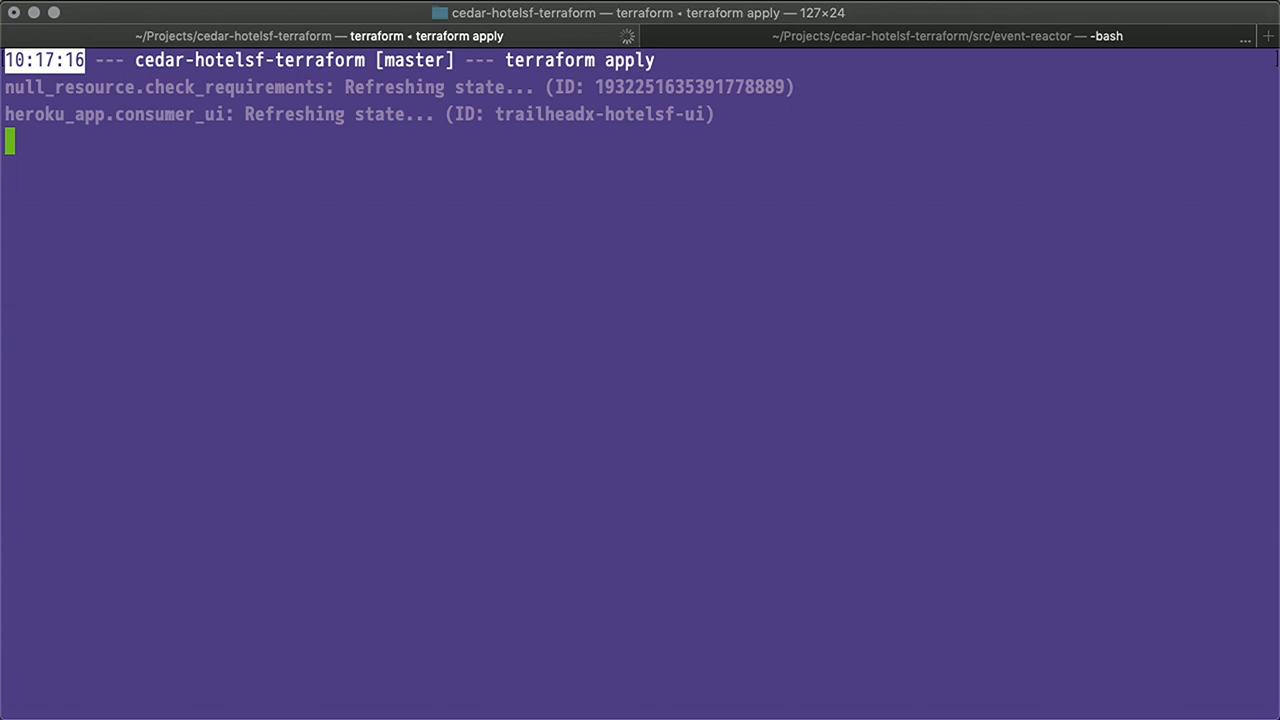 cedar-hotelsf-terraform — terraform ◂ terraform apply — 127×24
~/Projects/cedar-hotelsf-terraform — terraform ◂ terraform apply
~/Projects/cedar-hotelsf-terraform/src/event-reactor — -bash ... +
10:17:16 --- cedar-hotelsf-terraform [master] --- terraform apply
null_resource.check_requirements: Refreshing state... (ID: 1932251635391778889)
heroku_app.consumer_ui: Refreshing state... (ID: trailheadx-hotelsf-ui)